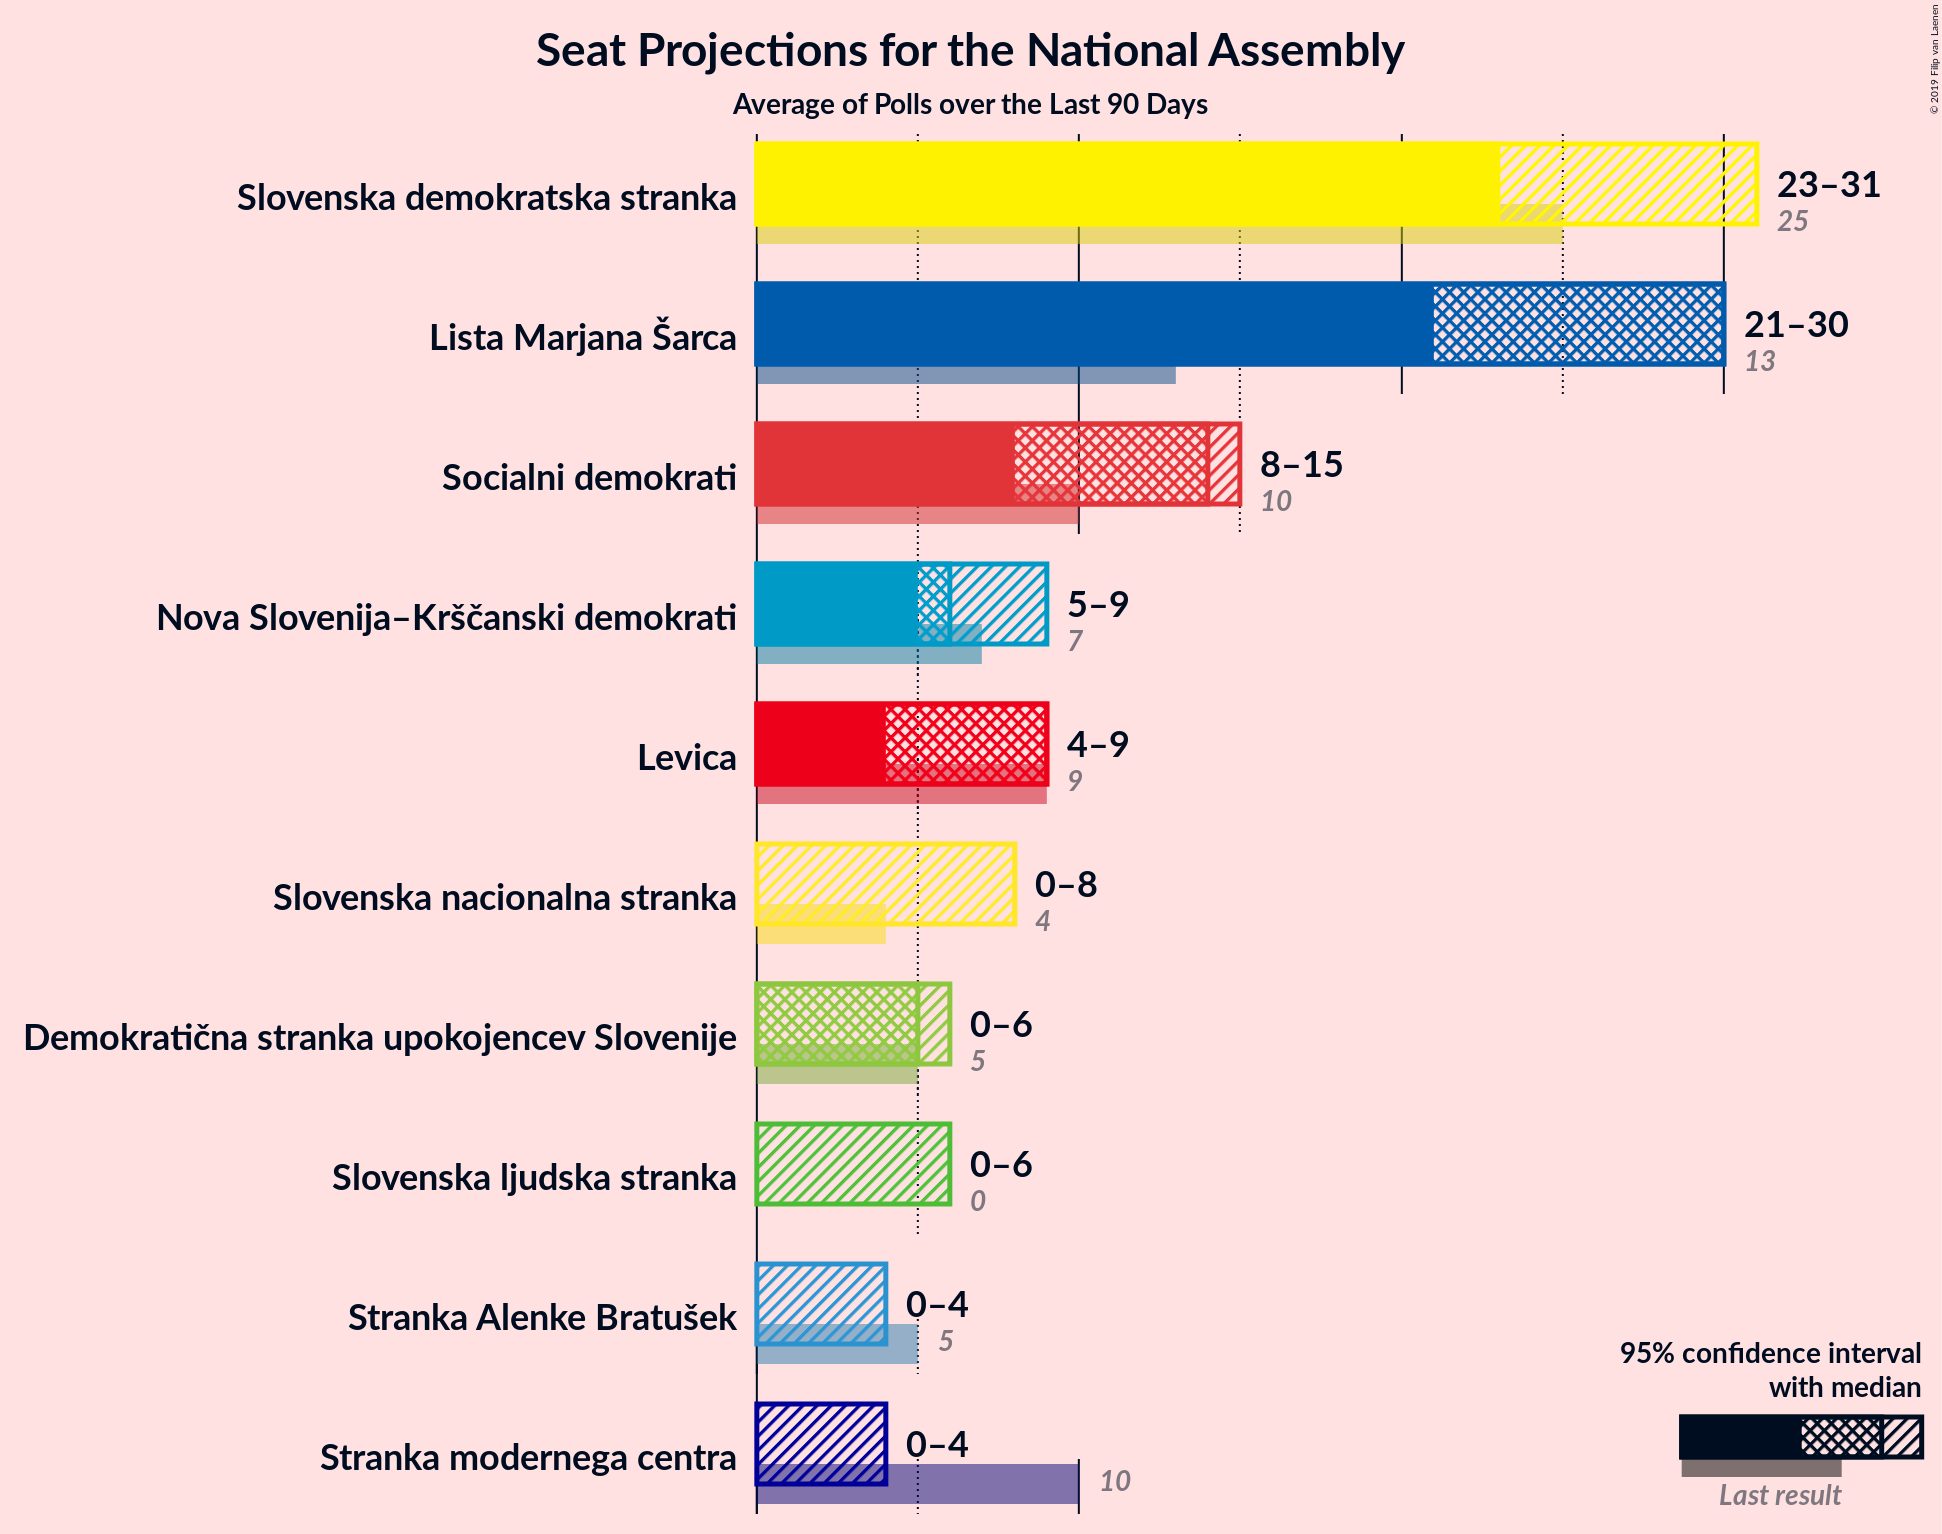 Seat Projections for the National Assembly
Average of Polls over the Last 90 Days
© 2019 Filip van Laenen
Slovenska demokratska stranka
23–31
25
Lista Marjana Šarca
21–30
13
Socialni demokrati
8–15
10
Nova Slovenija–Krščanski demokrati
5–9
7
Levica
4–9
9
Slovenska nacionalna stranka
0–8
4
Demokratična stranka upokojencev Slovenije
0–6
5
Slovenska ljudska stranka
0–6
0
Stranka Alenke Bratušek
0–4
5
Stranka modernega centra
0–4
10
95% confidence interval
with median
Last result